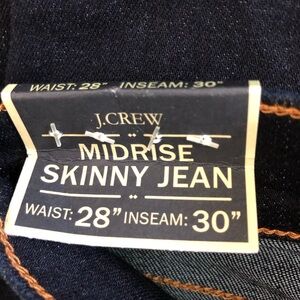 WAIST: 28" INSEAM: 30"
J.CREW
MIDRISE
SKINNY JEAN
WAIST: 28" INSEAM: 30"